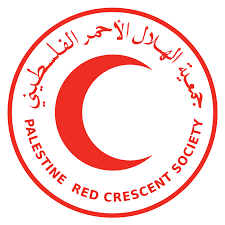 جمعية الهلال الأحمر الفلسطيني
PALESTINE RED CRESCENT SOCIETY